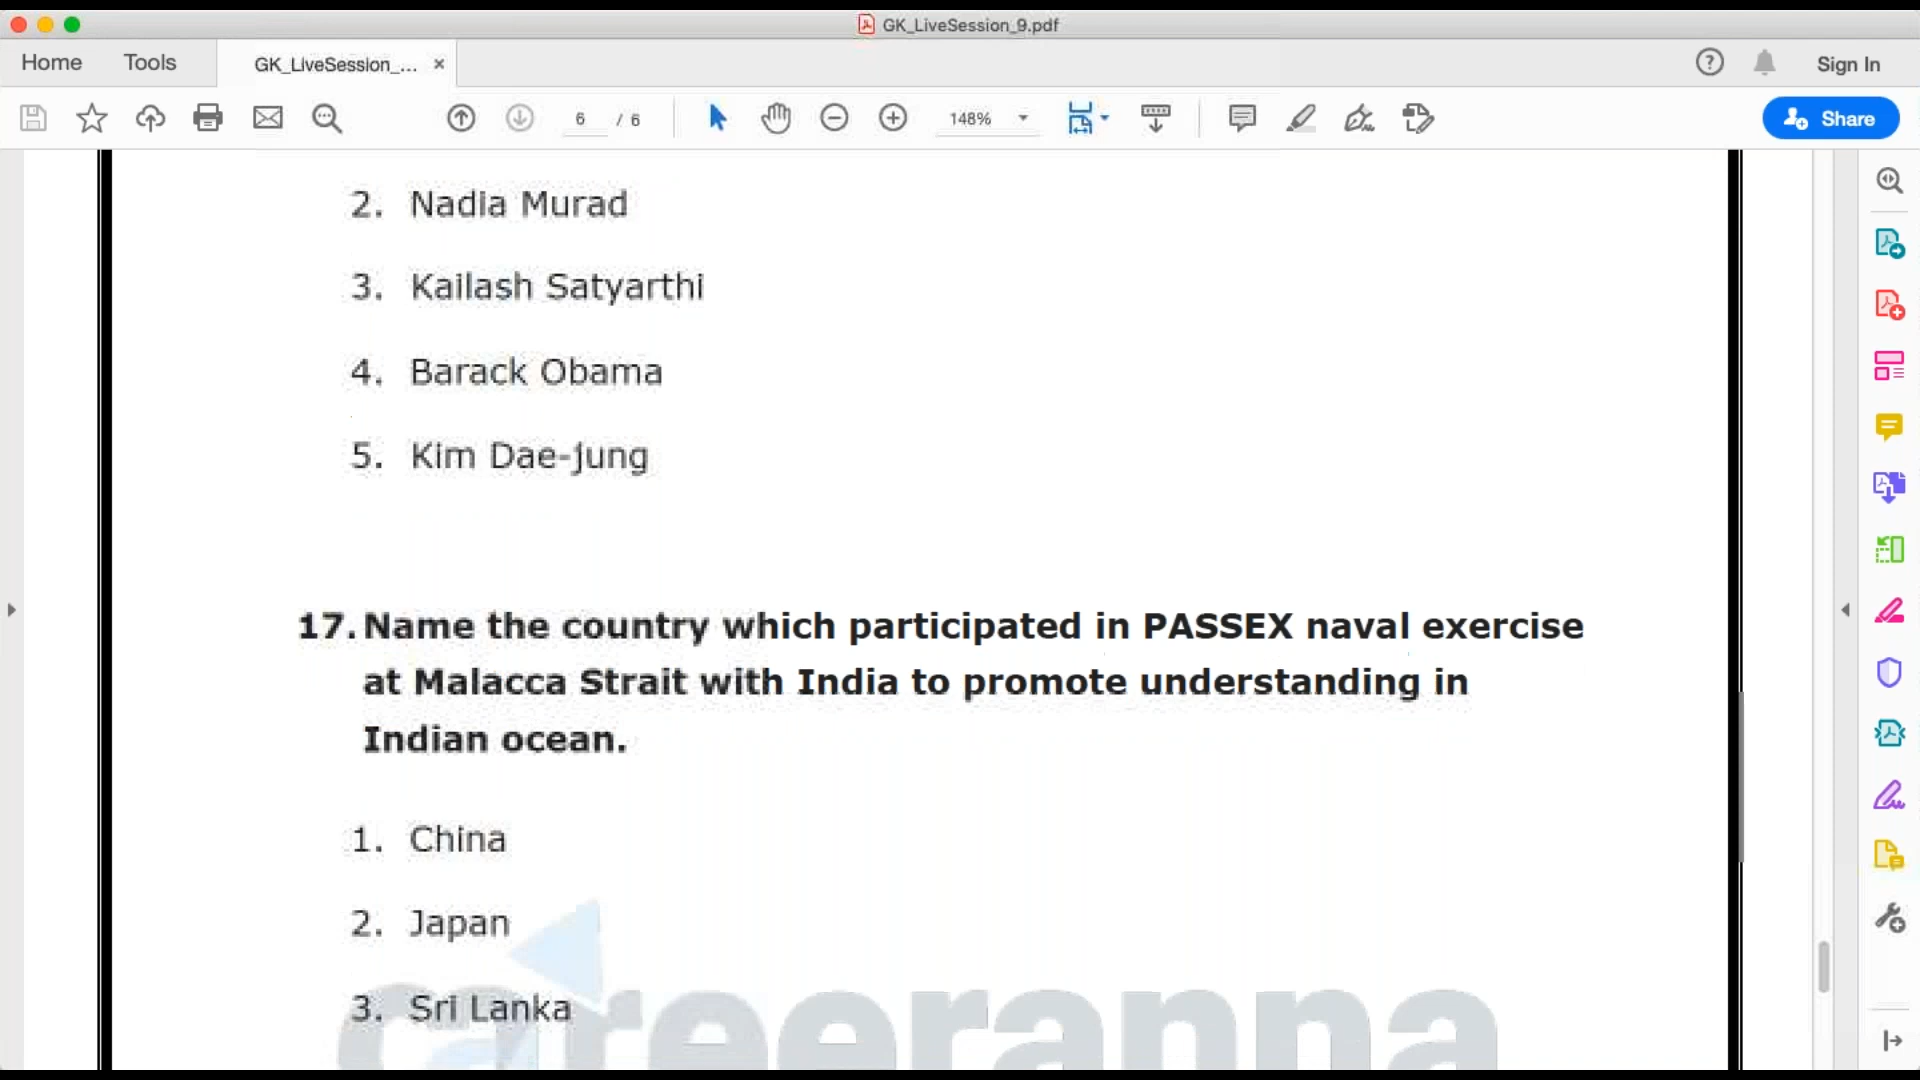 GK_LiveSession_9.pdf
Home Tools GK_LiveSession_... × Sign In
6 / 6 148% Share
2. Nadia Murad
3. Kailash Satyarthi
4. Barack Obama
5. Kim Dae-jung
17. Name the country which participated in PASSEX naval exercise
at Malacca Strait with India to promote understanding in
Indian ocean.
1. China
2. Japan
3. Sri Lanka
careeranna